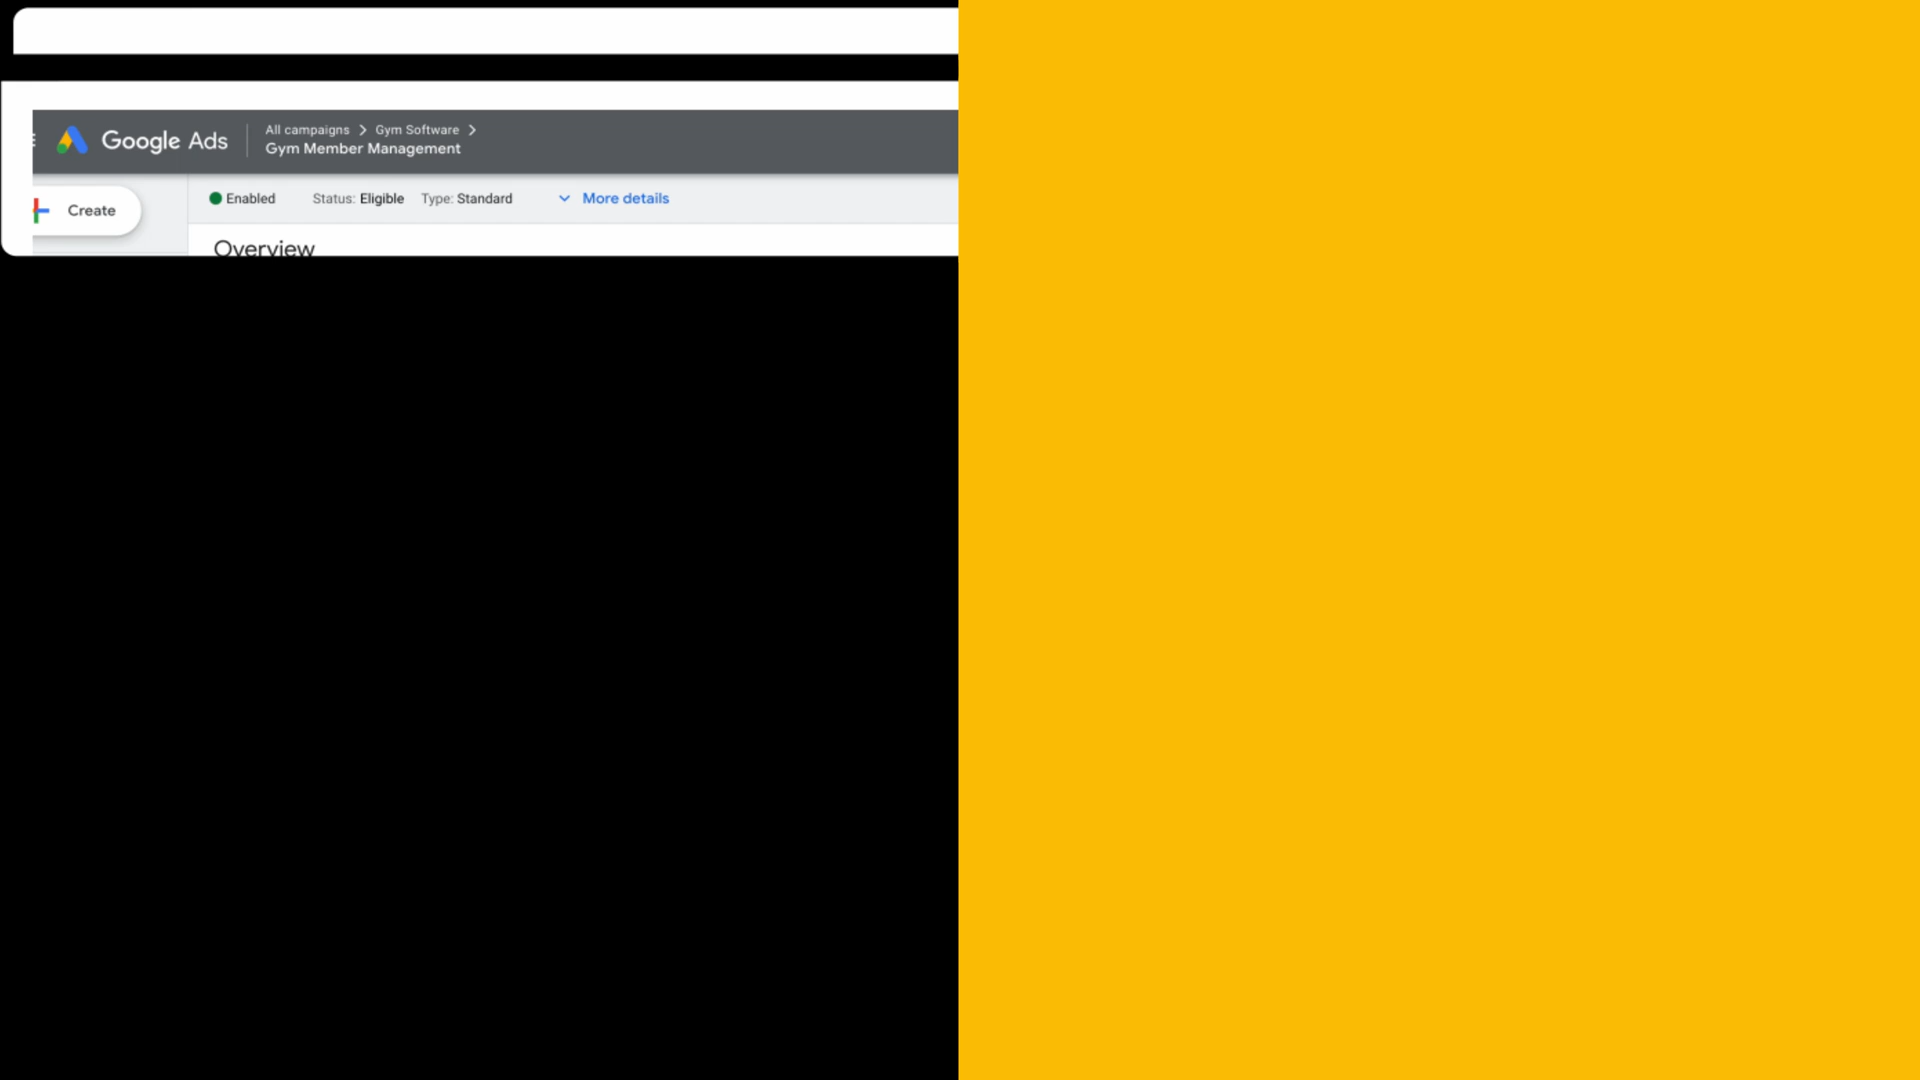 Google Ads
All campaigns > Gym Software >
Gym Member Management
Create
Enabled Status: Eligible Type: Standard More details
Overview